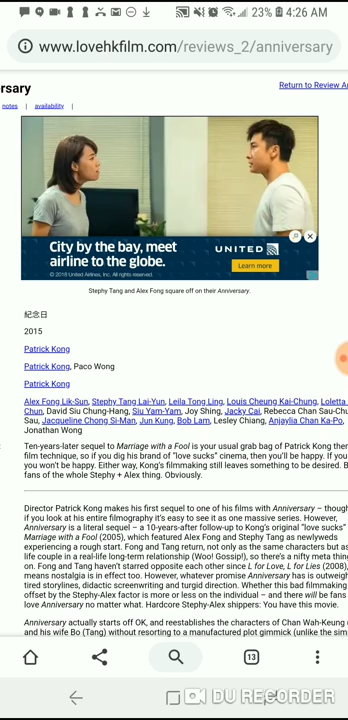 23% 4:26 AM
www.lovehkfilm.com/reviews_2/anniversary
rsary
Return to Review Ar
notes | availability |
City by the bay, meet
airline to the globe.
UNITED
Learn more
© 2018 United Airlines, Inc. All rights reserved.
Stephy Tang and Alex Fong square off on their Anniversary.
紀念日
2015
Patrick Kong
Patrick Kong, Paco Wong
Patrick Kong
Alex Fong Lik-Sun, Stephy Tang Lai-Yun, Leila Tong Ling, Louis Cheung Kai-Chung, Loletta
Chun, David Siu Chung-Hang, Siu Yam-Yam, Joy Shing, Jacky Cai, Rebecca Chan Sau-Chu
Sau, Jacqueline Chong Si-Man, Jun Kung, Bob Lam, Lesley Chiang, Anjaylia Chan Ka-Po,
Jonathan Wong
Ten-years-later sequel to Marriage with a Fool is your usual grab bag of Patrick Kong them
film technique, so if you dig his brand of "love sucks" cinema, then you'll be happy. If you
you won't be happy. Either way, Kong's filmmaking still leaves something to be desired. B
fans of the whole Stephy + Alex thing. Obviously.
Director Patrick Kong makes his first sequel to one of his films with Anniversary – though
if you look at his entire filmography it's easy to see it as one massive series. However,
Anniversary is a literal sequel – a 10-years-after follow-up to Kong's original "love sucks"
Marriage with a Fool (2005), which featured Alex Fong and Stephy Tang as newlyweds
experiencing a rough start. Fong and Tang return, not only as the same characters but as
life couple in a real-life long-term relationship (Woo! Gossip!), so there's a nifty meta thing
on. Fong and Tang haven't starred opposite each other since L for Love, L for Lies (2008),
means nostalgia is in effect too. However, whatever promise Anniversary has is outweigh
tired storylines, didactic screenwriting and turgid direction. Whether this bad filmmaking
offset by the Stephy-Alex factor is more or less on the individual – and there will be fans
love Anniversary no matter what. Hardcore Stephy-Alex shippers: You have this movie.
Anniversary actually starts off OK, and reestablishes the characters of Chan Wah-Keung (
and his wife Bo (Tang) without resorting to a manufactured plot gimmick (unlike the sim
13
DU RECORDER